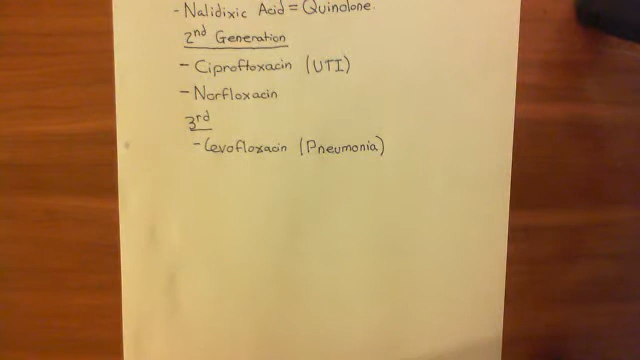 - Nalidixic Acid = Quinolone.
2nd Generation
- Ciprofloxacin (UTI)
- Norfloxacin
3rd
- Levofloxacin (Pneumonia)